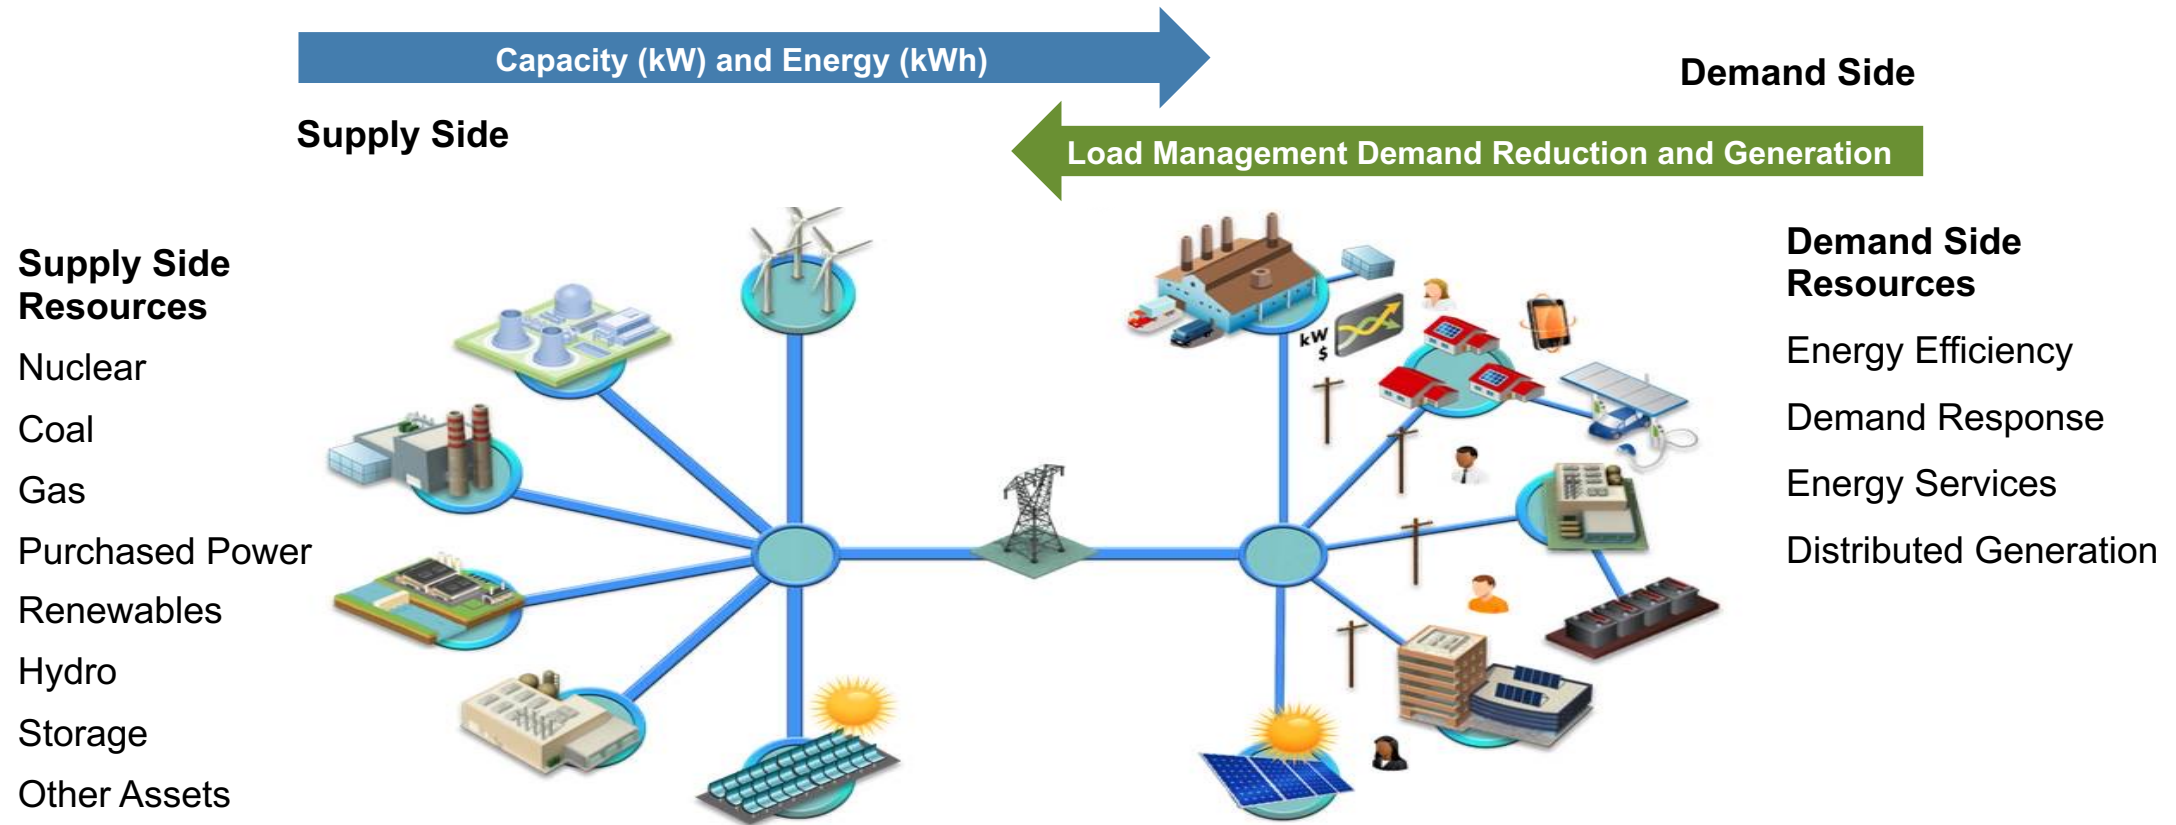 Capacity (kW) and Energy (kWh)
Demand Side
Supply Side
Load Management Demand Reduction and Generation
Supply Side
Resources
Nuclear
Coal
Gas
Purchased Power
Renewables
Hydro
Storage
Other Assets
kW
$
Demand Side
Resources
Energy Efficiency
Demand Response
Energy Services
Distributed Generation